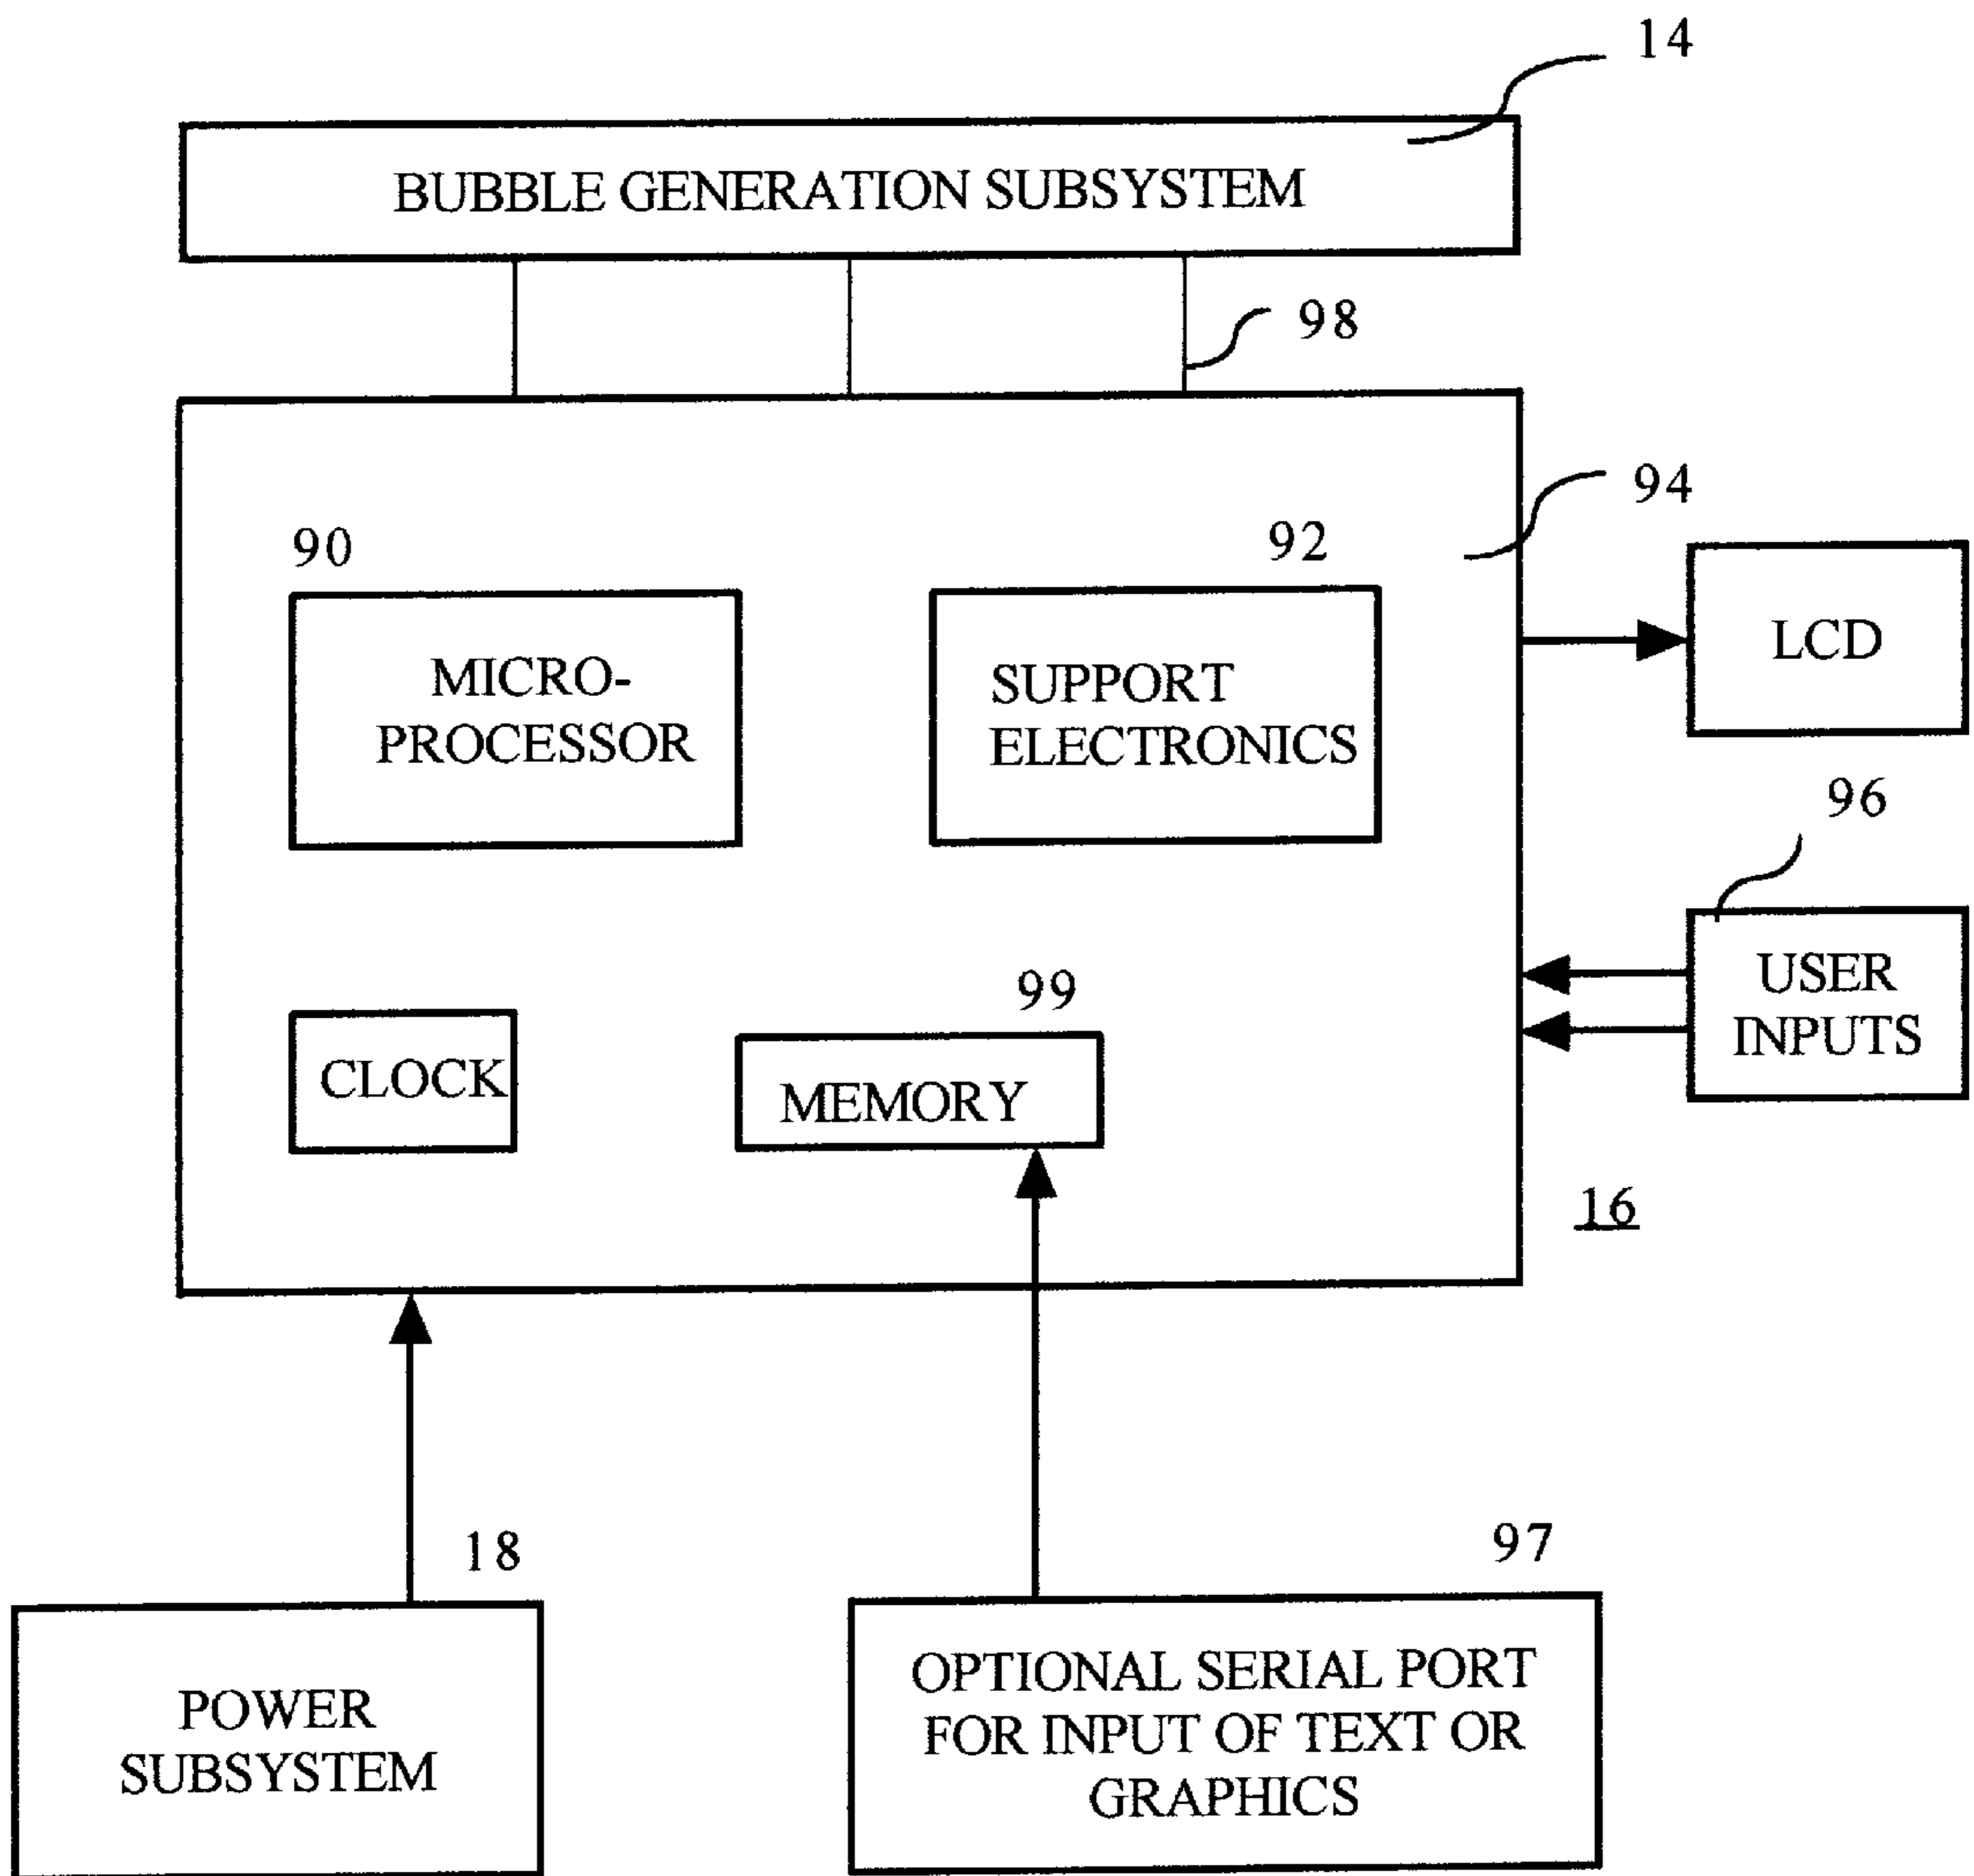 14
BUBBLE GENERATION SUBSYSTEM
98
94
90
92
MICRO-
PROCESSOR
SUPPORT
ELECTRONICS
LCD
96
USER
INPUTS
99
CLOCK
MEMORY
16
18
97
POWER
SUBSYSTEM
OPTIONAL SERIAL PORT
FOR INPUT OF TEXT OR
GRAPHICS